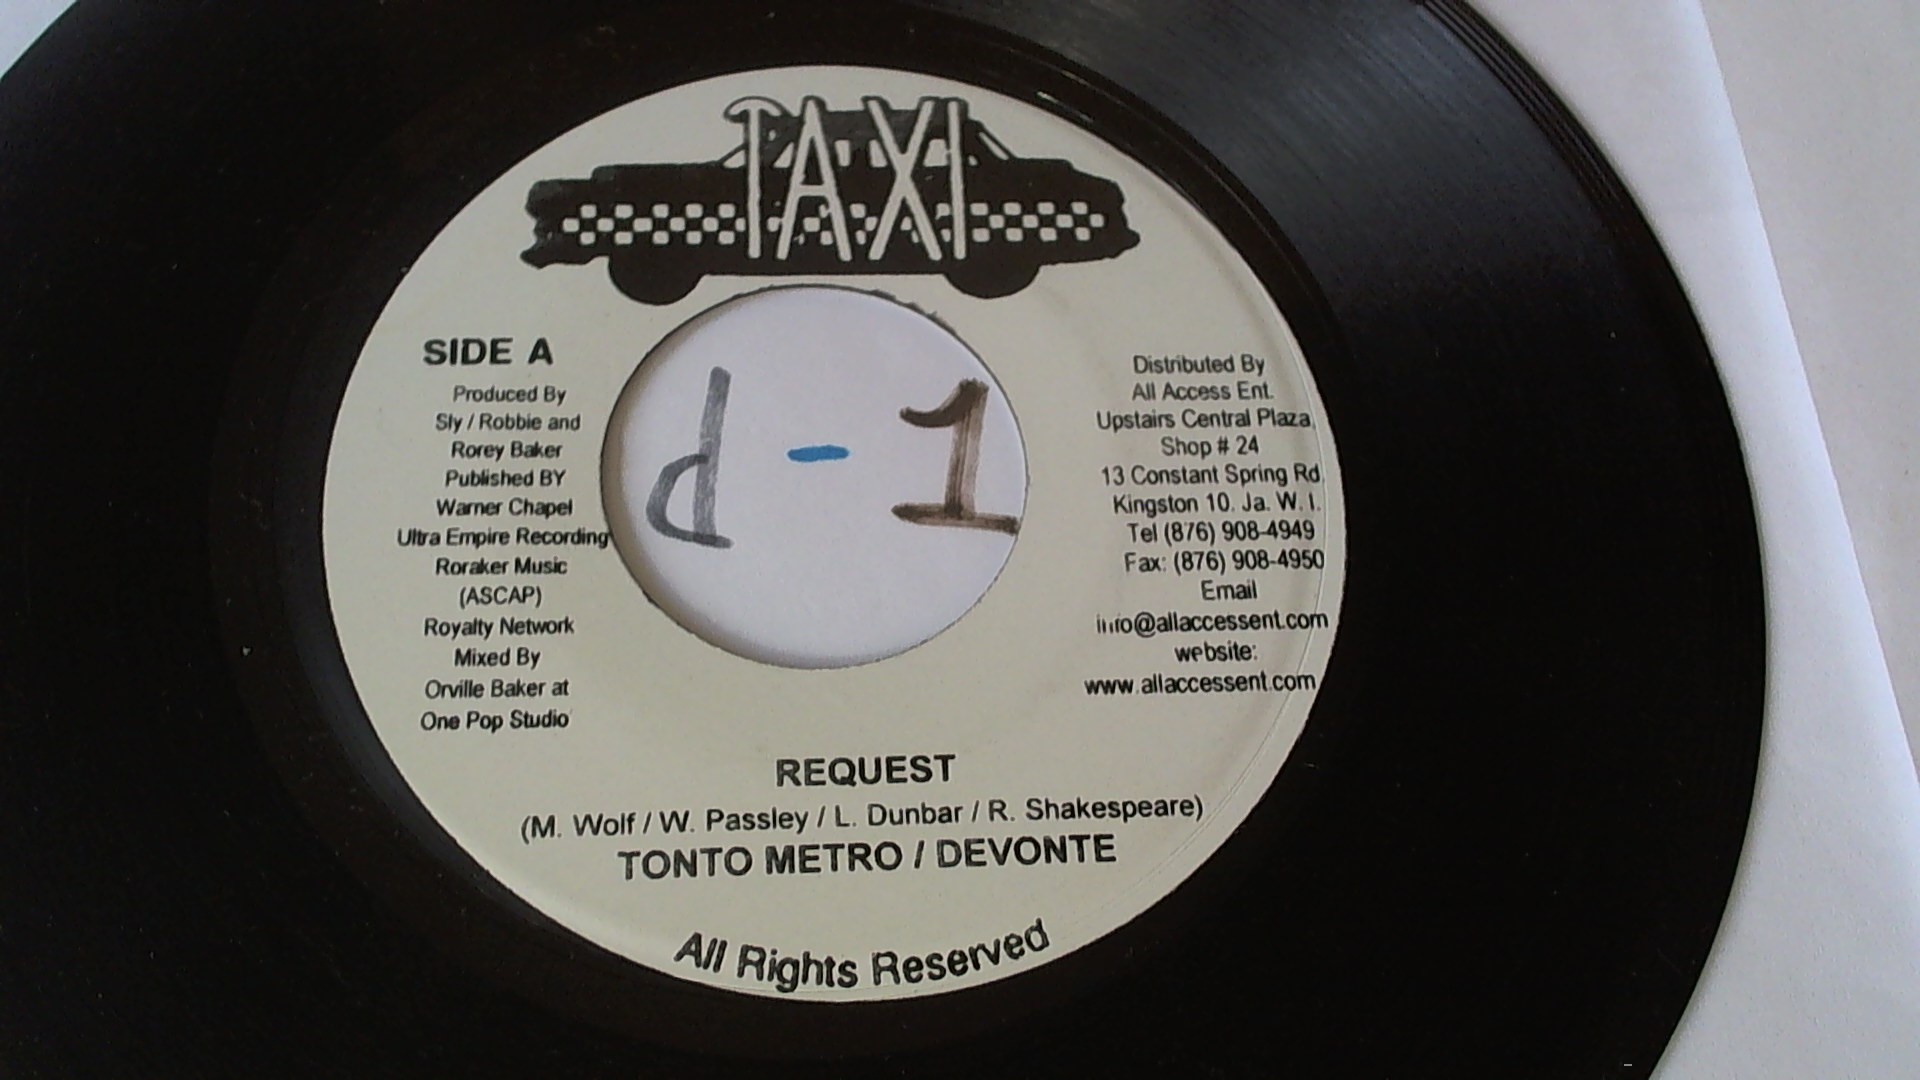 TAXI
SIDE A
Produced By
Sly / Robbie and
Rorey Baker
Published BY
Warner Chapel
Ultra Empire Recording
Roraker Music
(ASCAP)
Royalty Network
Mixed By
Orville Baker at
One Pop Studio
d - 1
Distributed By
All Access Ent.
Upstairs Central Plaza,
Shop # 24
13 Constant Spring Rd.
Kingston 10. Ja. W. I.
Tel (876) 908-4949
Fax: (876) 908-4950
Email
info@allaccessent.com
website:
www.allaccessent.com
REQUEST
(M. Wolf / W. Passley / L. Dunbar / R. Shakespeare)
TONTO METRO / DEVONTE
All Rights Reserved